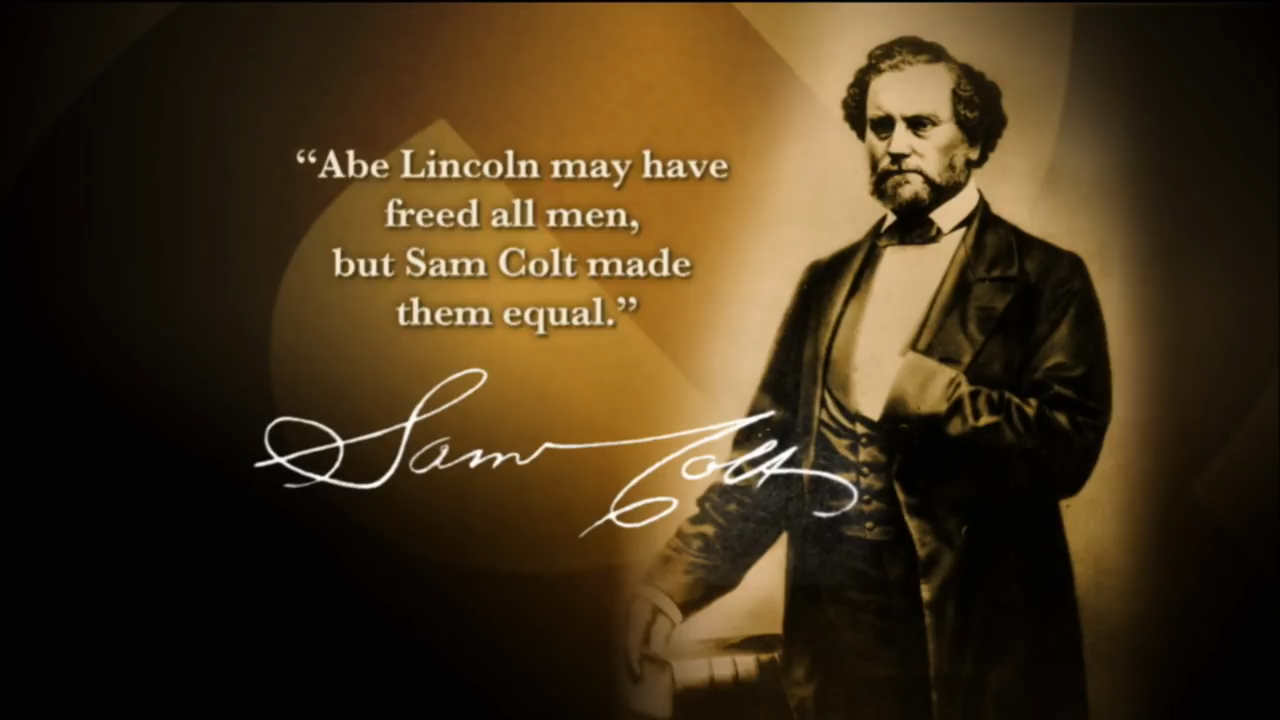 “Abe Lincoln may have
freed all men,
but Sam Colt made
them equal.”
Sam Colt